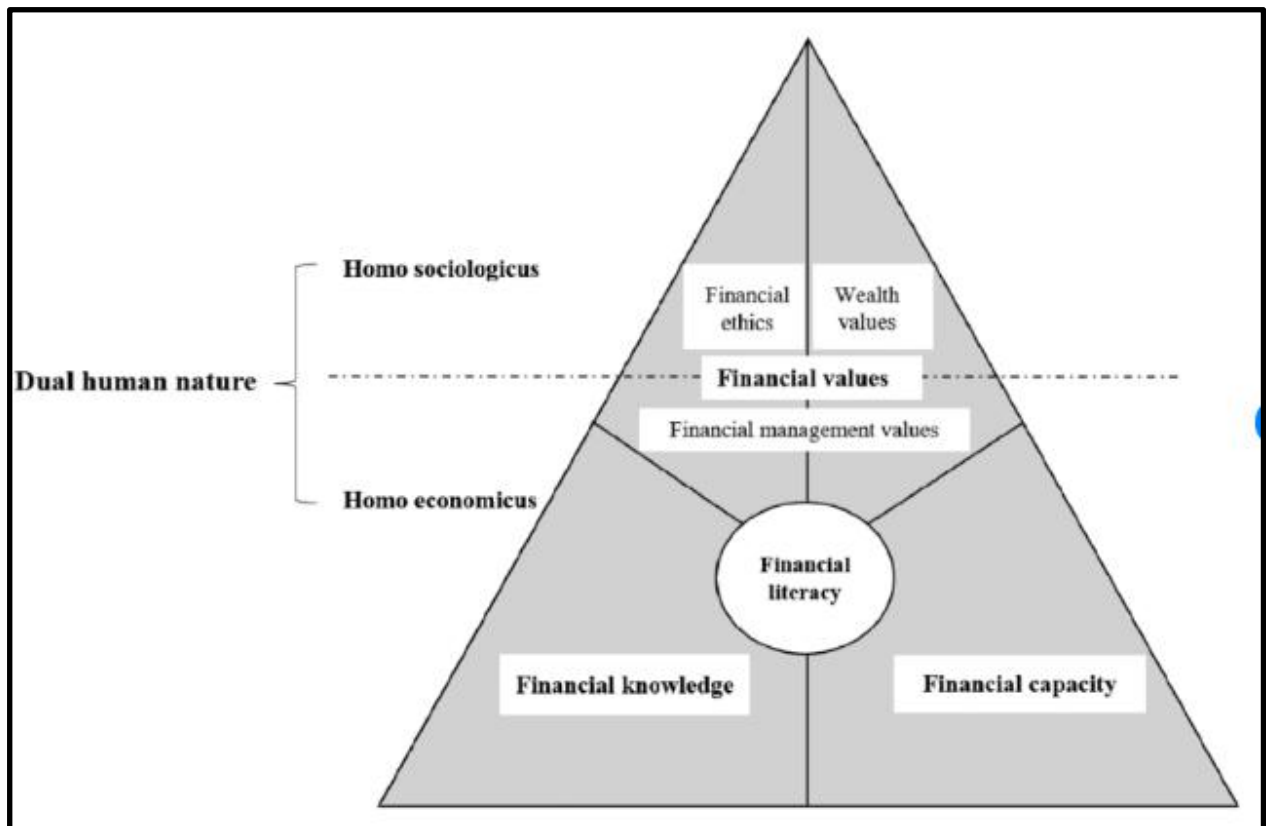 Homo sociologicus
Financial
ethics
Wealth
values
Dual human nature
Financial values
Financial management values
Homo economicus
Financial
literacy
Financial knowledge
Financial capacity